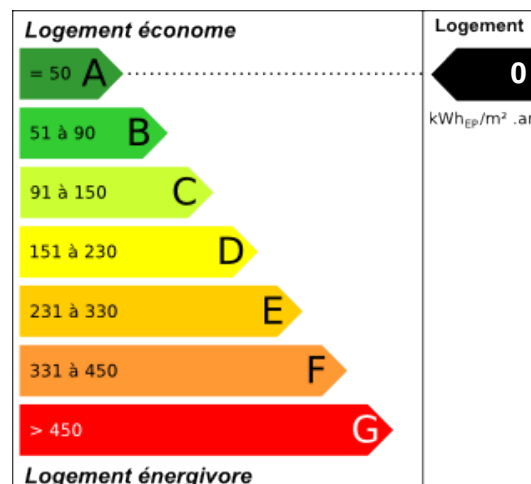 Logement économe
Logement
= 50 A
0
kWhEP/m² .an
51 à 90 B
91 à 150 C
151 à 230 D
231 à 330 E
331 à 450 F
> 450 G
Logement énergivore